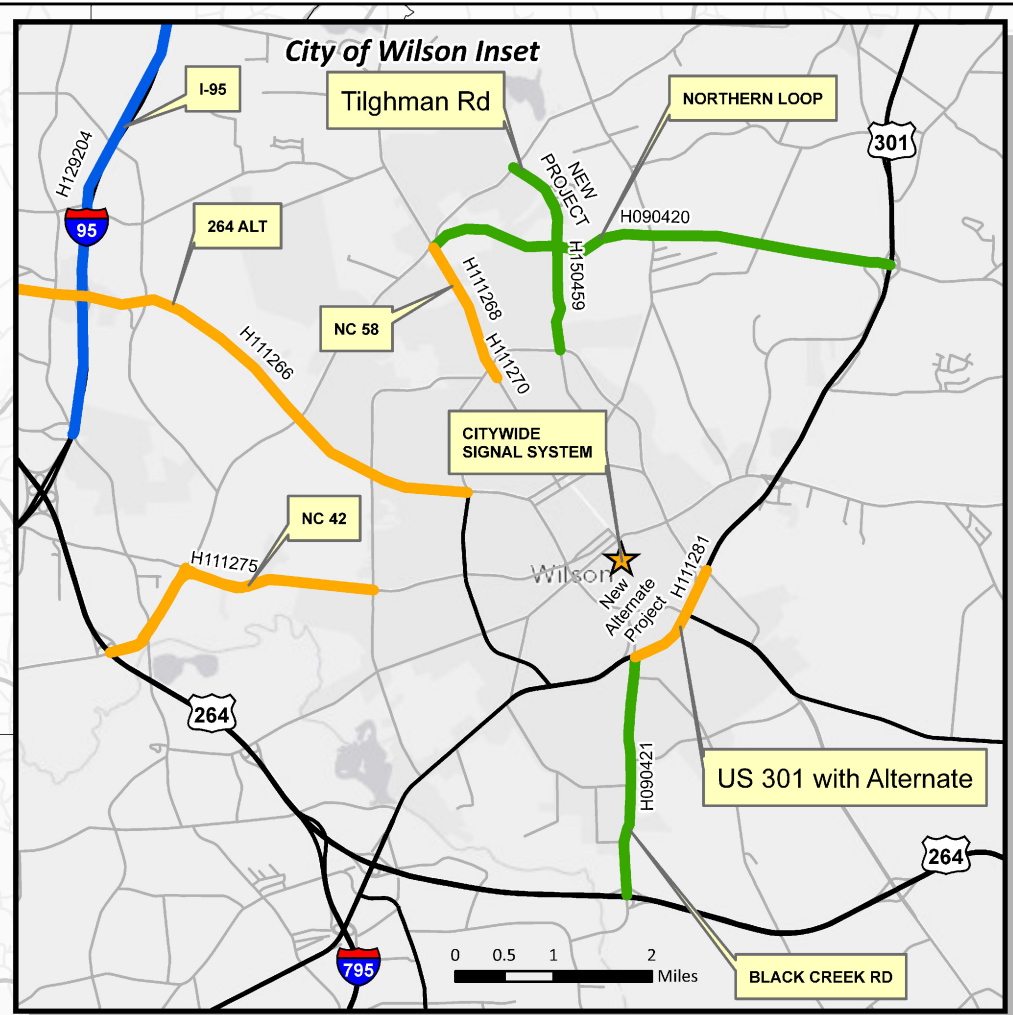 City of Wilson Inset
I-95
Tilghman Rd
NORTHERN LOOP
301
H129204
NEW
PROJECT
264 ALT
95
H090420
H150459
H111268
NC 58
H111266
H111270
CITYWIDE
SIGNAL SYSTEM
NC 42
H111275
H111281
Wilson
New
Alternate
Project
264
H090421
US 301 with Alternate
264
795
0 0.5 1 2
Miles
BLACK CREEK RD